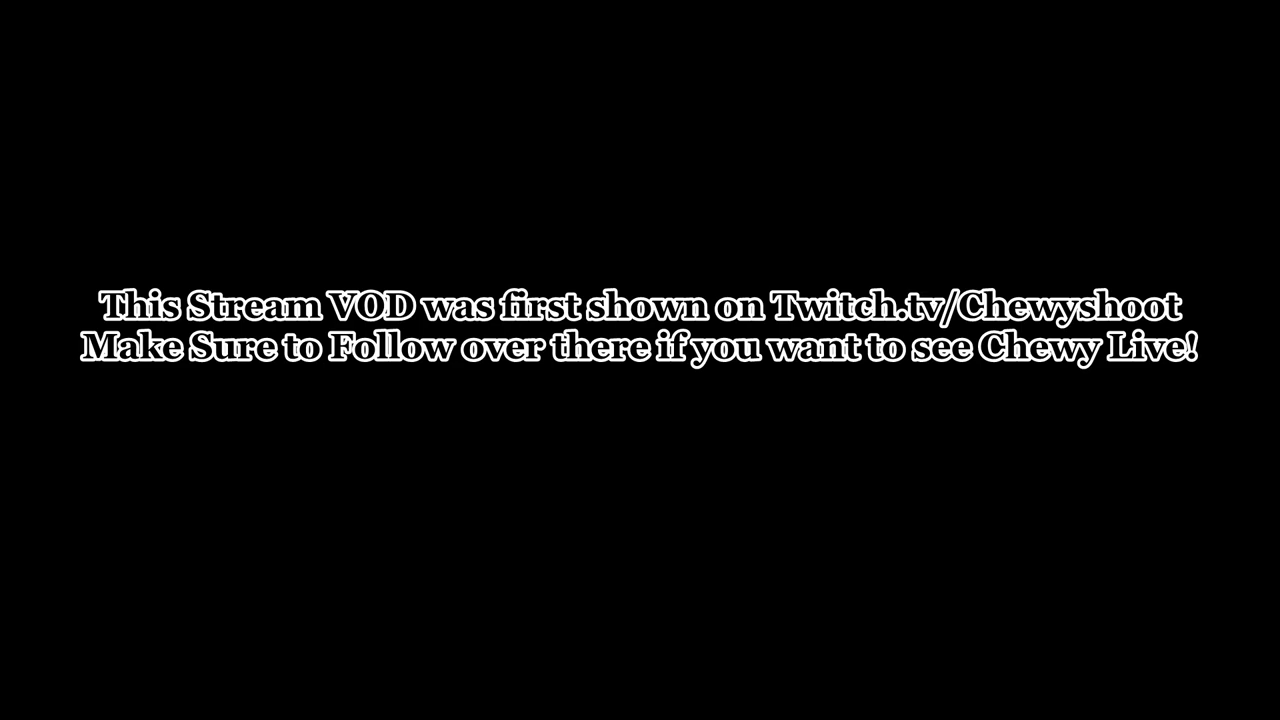 This Stream VOD was first shown on Twitch.tv/Chewyshoot
Make Sure to Follow over there if you want to see Chewy Live!